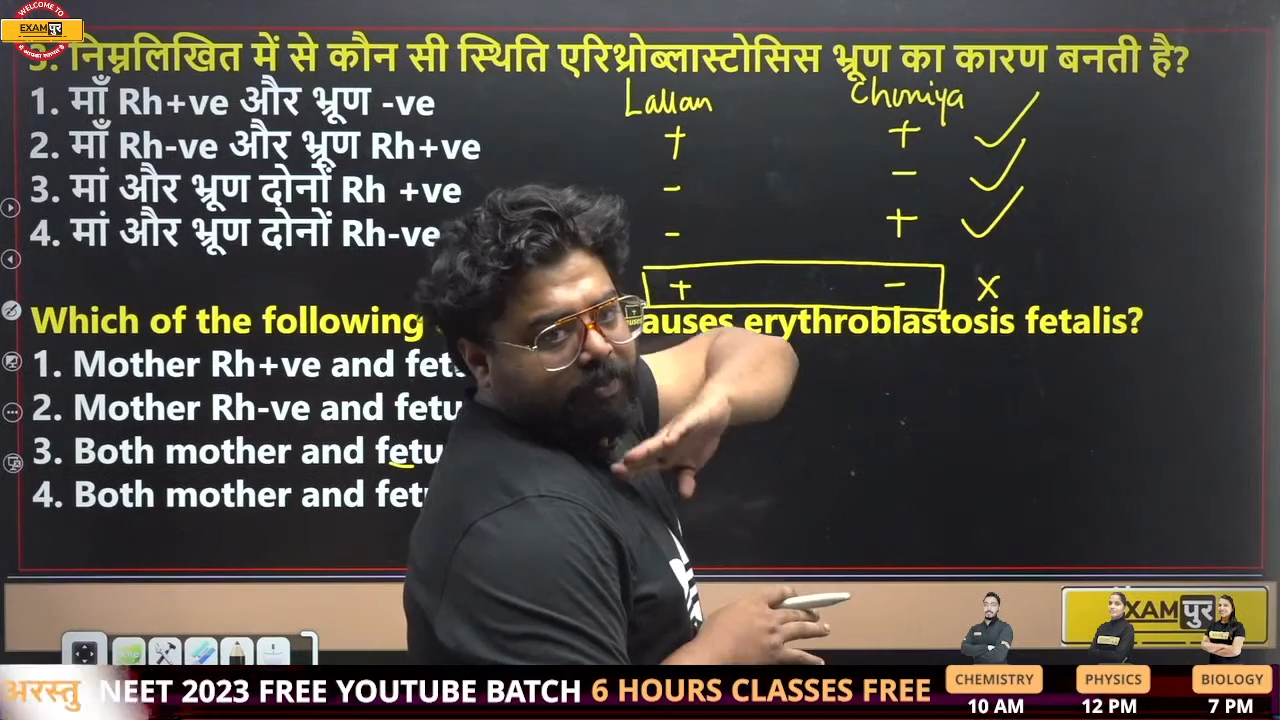 WELCOME TO
EXAM पुर
3. निम्नलिखित में से कौन सी स्थिति एरिथ्रोब्लास्टोसिस भ्रूण का कारण बनती है?
1. माँ Rh+ve और भ्रूण -ve
2. माँ Rh-ve और भ्रूण Rh+ve
3. मां और भ्रूण दोनों Rh +ve
4. मां और भ्रूण दोनों Rh-ve
Lallan Chuniya
+ + ✓
- - ✓
- + ✓
+ - x
Which of the following auses erythroblastosis fetalis?
1. Mother Rh+ve and fet
2. Mother Rh-ve and fetu
3. Both mother and fetu
4. Both mother and fet
EXAM पुर
अरस्तु NEET 2023 FREE YOUTUBE BATCH 6 HOURS CLASSES FREE
CHEMISTRY PHYSICS BIOLOGY
10 AM 12 PM 7 PM